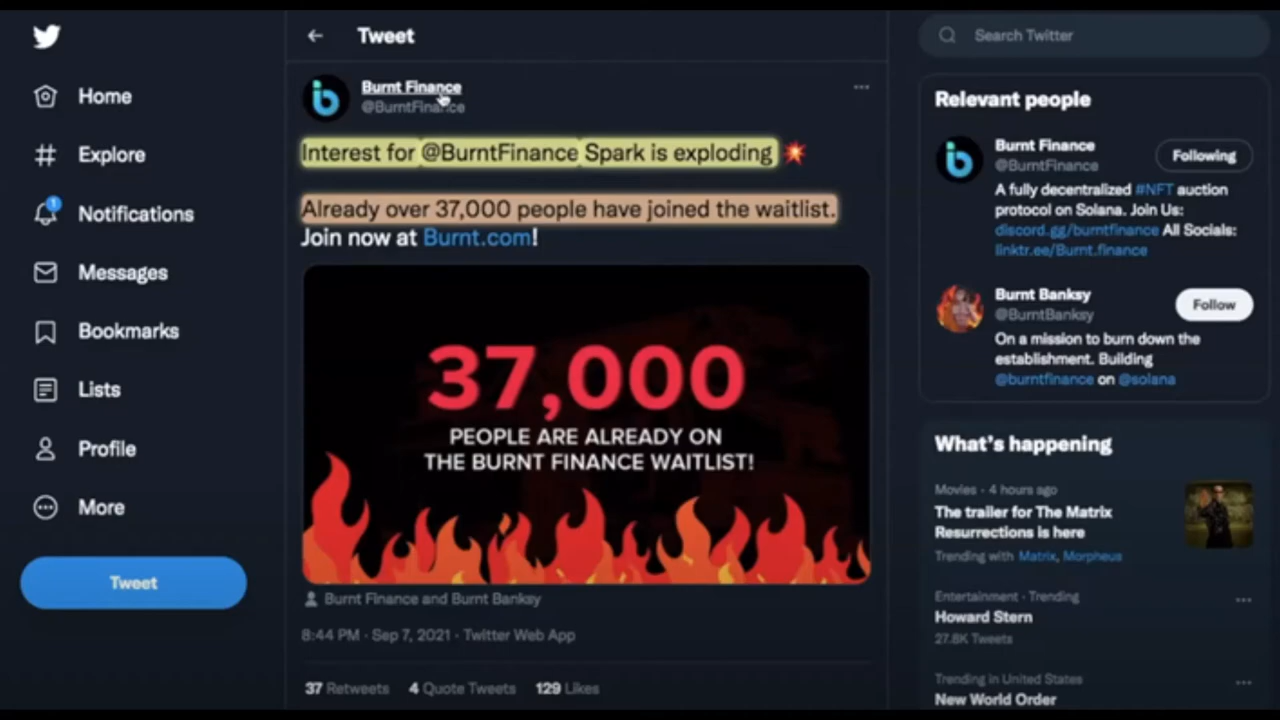 Home
Explore
1
Notifications
Messages
Bookmarks
Lists
Profile
More
Tweet
Tweet
Burnt Finance
@BurntFinance
Interest for @BurntFinance Spark is exploding
Already over 37,000 people have joined the waitlist.
Join now at Burnt.com!
37,000
PEOPLE ARE ALREADY ON
THE BURNT FINANCE WAITLIST!
Burnt Finance and Burnt Banksy
8:44 PM · Sep 7, 2021 · Twitter Web App
37 Retweets 4 Quote Tweets 129 Likes
Search Twitter
Relevant people
Burnt Finance
@BurntFinance
Following
A fully decentralized #NFT auction
protocol on Solana. Join Us:
discord.gg/burntfinance All Socials:
linktr.ee/Burnt.finance
Burnt Banksy
@BurntBanksy
Follow
On a mission to burn down the
establishment. Building
@burntfinance on @solana
What's happening
Movies · 4 hours ago
The trailer for The Matrix
Resurrections is here
Trending with Matrix, Morpheus
Entertainment · Trending
Howard Stern
27.8K Tweets
Trending in United States
New World Order